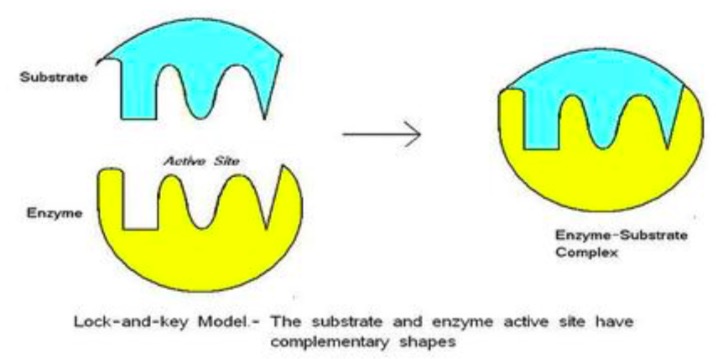 Substrate
Active Site
Enzyme
Enzyme-Substrate
Complex
Lock-and-key Model.- The substrate and enzyme active site have
complementary shapes